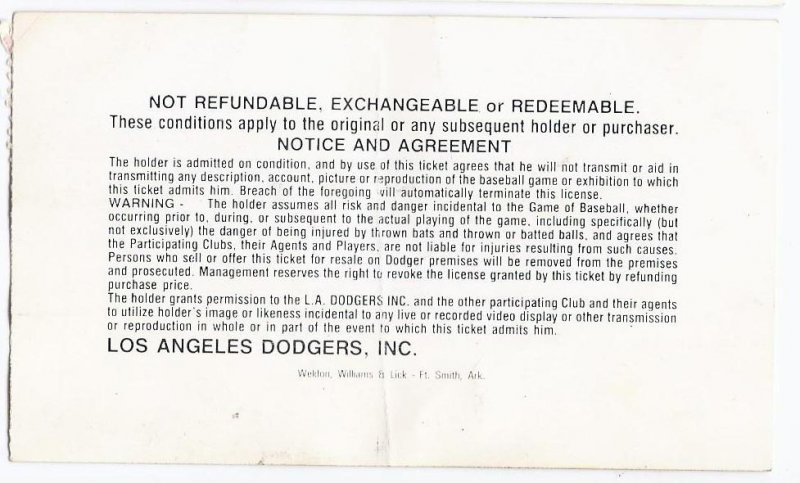 NOT REFUNDABLE, EXCHANGEABLE or REDEEMABLE.
These conditions apply to the original or any subsequent holder or purchaser.
NOTICE AND AGREEMENT
The holder is admitted on condition, and by use of this ticket agrees that he will not transmit or aid in
transmitting any description, account, picture or reproduction of the baseball game or exhibition to which
this ticket admits him. Breach of the foregoing will automatically terminate this license.
WARNING - The holder assumes all risk and danger incidental to the Game of Baseball, whether
occurring prior to, during, or subsequent to the actual playing of the game, including specifically (but
not exclusively) the danger of being injured by thrown bats and thrown or batted balls, and agrees that
the Participating Clubs, their Agents and Players, are not liable for injuries resulting from such causes.
Persons who sell or offer this ticket for resale on Dodger premises will be removed from the premises
and prosecuted. Management reserves the right to revoke the license granted by this ticket by refunding
purchase price.
The holder grants permission to the L.A. DODGERS INC. and the other participating Club and their agents
to utilize holder's image or likeness incidental to any live or recorded video display or other transmission
or reproduction in whole or in part of the event to which this ticket admits him.
LOS ANGELES DODGERS, INC.
Weldon, Williams & Lick - Ft. Smith, Ark.